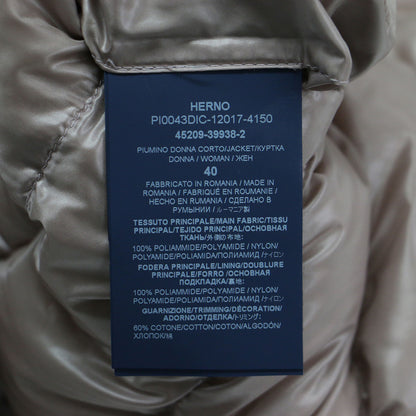 HERNO
PI0043DIC-12017-4150
45209-39938-2
PIUMINO DONNA CORTO/JACKET/КУРТКА
DONNA / WOMAN / ЖЕН
40
FABBRICATO IN ROMANIA / MADE IN
ROMANIA / FABRIQUÉ EN ROUMANIE /
HECHO EN RUMANIA / СДЕЛАНО В
РУМЫНИИ / ルーマニア製
TESSUTO PRINCIPALE/MAIN FABRIC/TISSU
PRINCIPAL/TEJIDO PRINCIPAL/ОСНОВНАЯ
ТКАНЬ/外側の布地:
100% POLIAMMIDE/POLYAMIDE / NYLON/
POLYAMIDE/POLIAMIDA/ПОЛИАМИД /ナイロン
FODERA PRINCIPALE/LINING/DOUBLURE
PRINCIPALE/FORRO /ОСНОВНАЯ
ПОДКЛАДКА/裏地:
100% POLIAMMIDE/POLYAMIDE / NYLON/
POLYAMIDE/POLIAMIDA/ПОЛИАМИД /ナイロン
GUARNIZIONE/TRIMMING/DÉCORATION/
ADORNO/ОТДЕЛКА/トリミング:
60% COTONE/COTTON/COTON/ALGODÓN/
ХЛОПОК/綿